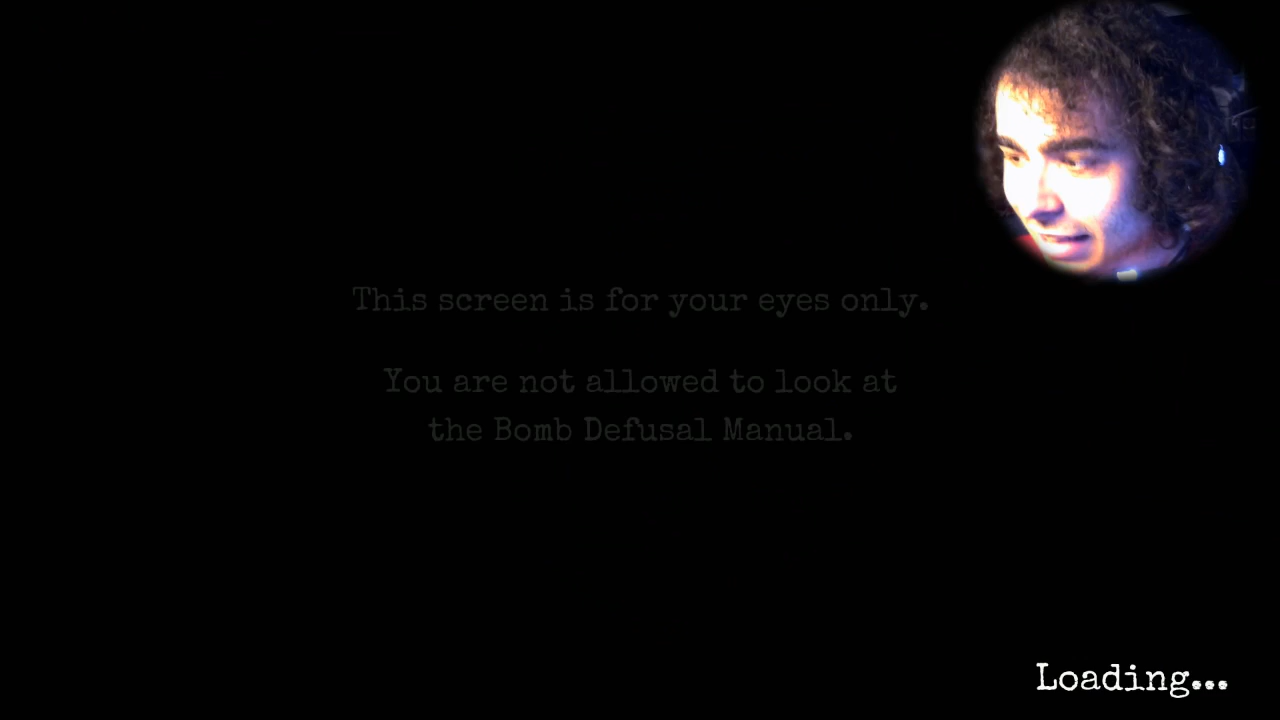 This screen is for your eyes only.
You are not allowed to look at
the Bomb Defusal Manual.
Loading...